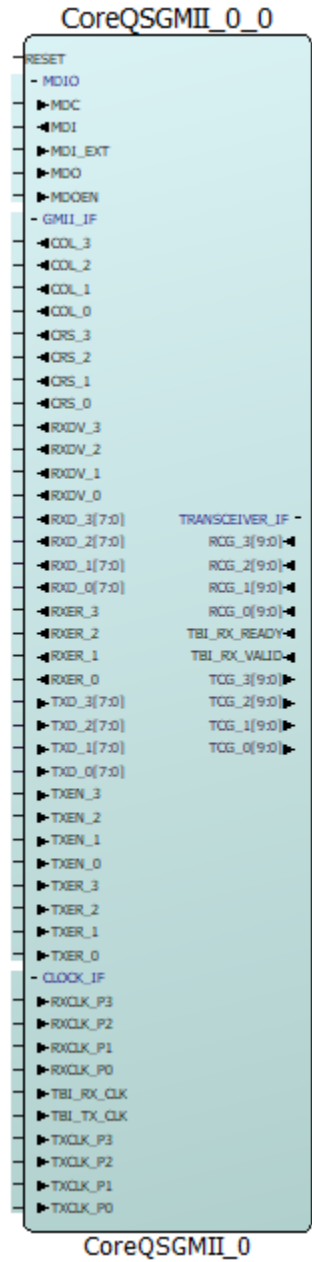 CoreQSGMII_0_0
RESET
- MDIO
MDC
MDI
MDI_EXT
MDO
MDOEN
- GMII_IF
COL_3
COL_2
COL_1
COL_0
CRS_3
CRS_2
CRS_1
CRS_0
RXDV_3
RXDV_2
RXDV_1
RXDV_0
RXD_3[7:0]
RXD_2[7:0]
RXD_1[7:0]
RXD_0[7:0]
RXER_3
RXER_2
RXER_1
RXER_0
TXD_3[7:0]
TXD_2[7:0]
TXD_1[7:0]
TXD_0[7:0]
TXEN_3
TXEN_2
TXEN_1
TXEN_0
TXER_3
TXER_2
TXER_1
TXER_0
- CLOCK_IF
RXCLK_P3
RXCLK_P2
RXCLK_P1
RXCLK_P0
TBI_RX_CLK
TBI_TX_CLK
TXCLK_P3
TXCLK_P2
TXCLK_P1
TXCLK_P0
TRANSCEIVER_IF -
RCG_3[9:0]
RCG_2[9:0]
RCG_1[9:0]
RCG_0[9:0]
TBI_RX_READY
TBI_RX_VALID
TCG_3[9:0]
TCG_2[9:0]
TCG_1[9:0]
TCG_0[9:0]
CoreQSGMII_0